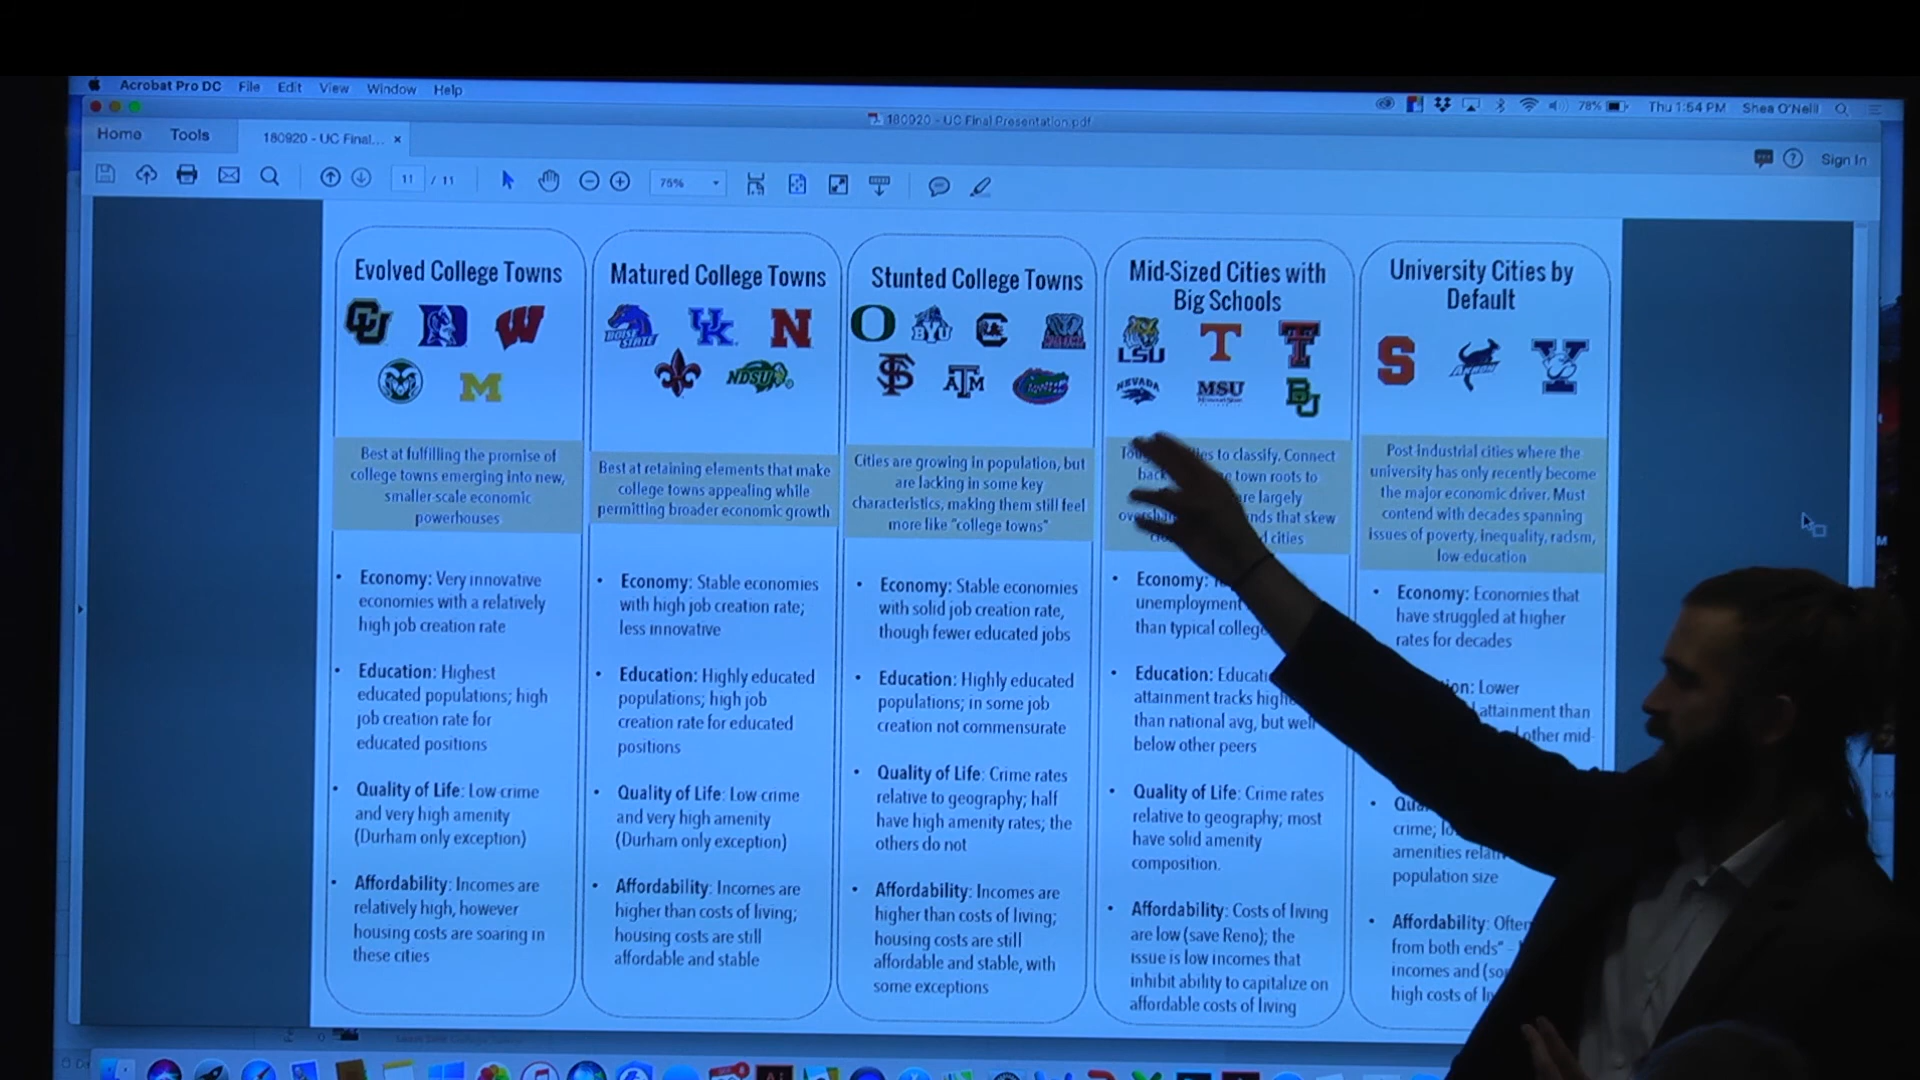 Acrobat Pro DC File Edit View Window Help
78% Thu 1:54 PM Shea O'Neill
180920 - UC Final Presentation.pdf
Home Tools 180920 - UC Final... ×
Sign In
11 / 11 75%
Evolved College Towns
CU
W
M
Best at fulfilling the promise of
college towns emerging into new,
smaller-scale economic
powerhouses
• Economy: Very innovative
economies with a relatively
high job creation rate
• Education: Highest
educated populations; high
job creation rate for
educated positions
• Quality of Life: Low crime
and very high amenity
(Durham only exception)
• Affordability: Incomes are
relatively high, however
housing costs are soaring in
these cities
Matured College Towns
BOISE STATE
UK
N
NDSU
Best at retaining elements that make
college towns appealing while
permitting broader economic growth
• Economy: Stable economies
with high job creation rate;
less innovative
• Education: Highly educated
populations; high job
creation rate for educated
positions
• Quality of Life: Low crime
and very high amenity
(Durham only exception)
• Affordability: Incomes are
higher than costs of living;
housing costs are still
affordable and stable
Stunted College Towns
O
BYU
C
FS
ATM
Cities are growing in population, but
are lacking in some key
characteristics, making them still feel
more like "college towns"
• Economy: Stable economies
with solid job creation rate,
though fewer educated jobs
• Education: Highly educated
populations; in some job
creation not commensurate
• Quality of Life: Crime rates
relative to geography; half
have high amenity rates; the
others do not
• Affordability: Incomes are
higher than costs of living;
housing costs are still
affordable and stable, with
some exceptions
Mid-Sized Cities with
Big Schools
LSU
T
NEVADA
MSU
BU
to classify. Connect
town roots to
are largely
that skew
cities
• Economy:
unemployment
than typical
• Education:
attainment tracks
than national avg, but well
below other peers
• Quality of Life: Crime rates
relative to geography; most
have solid amenity
composition.
• Affordability: Costs of living
are low (save Reno); the
issue is low incomes that
inhibit ability to capitalize on
affordable costs of living
University Cities by
Default
S
AKRON
Y
Post-industrial cities where the
university has only recently become
the major economic driver. Must
contend with decades spanning
issues of poverty, inequality, racism,
low education
• Economy: Economies that
have struggled at higher
rates for decades
Lower
attainment than
other mid-
crime;
amenities
population size
• Affordability: Often
from both ends"
incomes and
high costs of